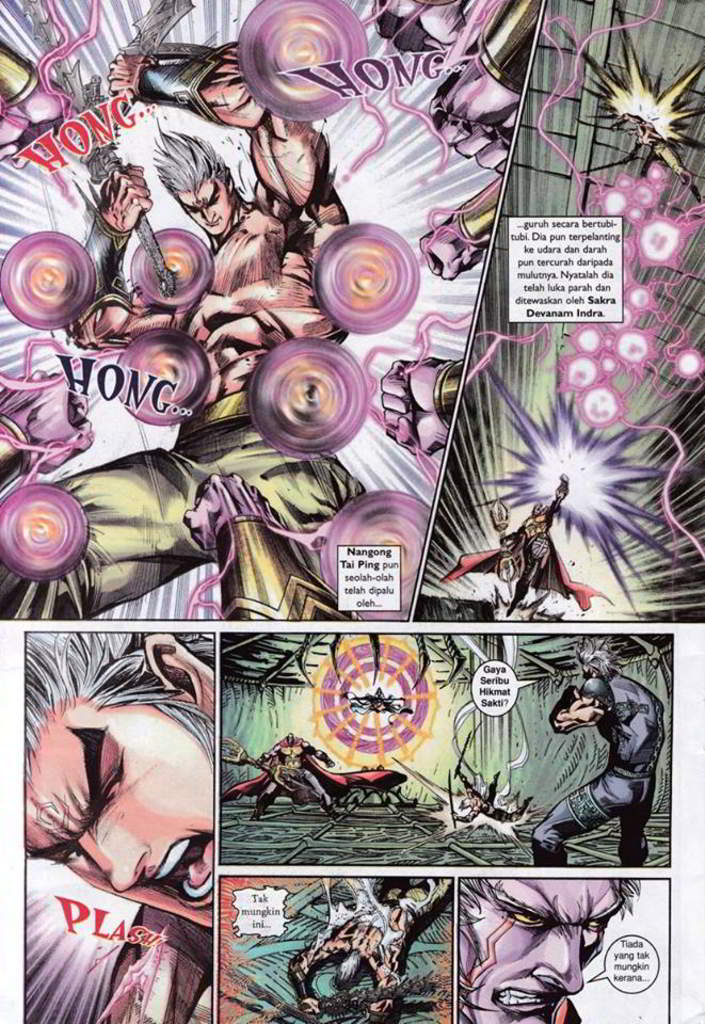 HONG...
HONG...
HONG...
Nangong
Tai Ping pun
seolah-olah
telah dipalu
oleh...
...guruh secara bertubi-
tubi. Dia pun terpelanting
ke udara dan darah
pun tercurah daripada
mulutnya. Nyatalah dia
telah luka parah dan
ditewaskan oleh Sakra
Devanam Indra.
PLASH
Gaya
Seribu
Hikmat
Sakti?
Tak
mungkin
ini...
Tiada
yang tak
mungkin
kerana...